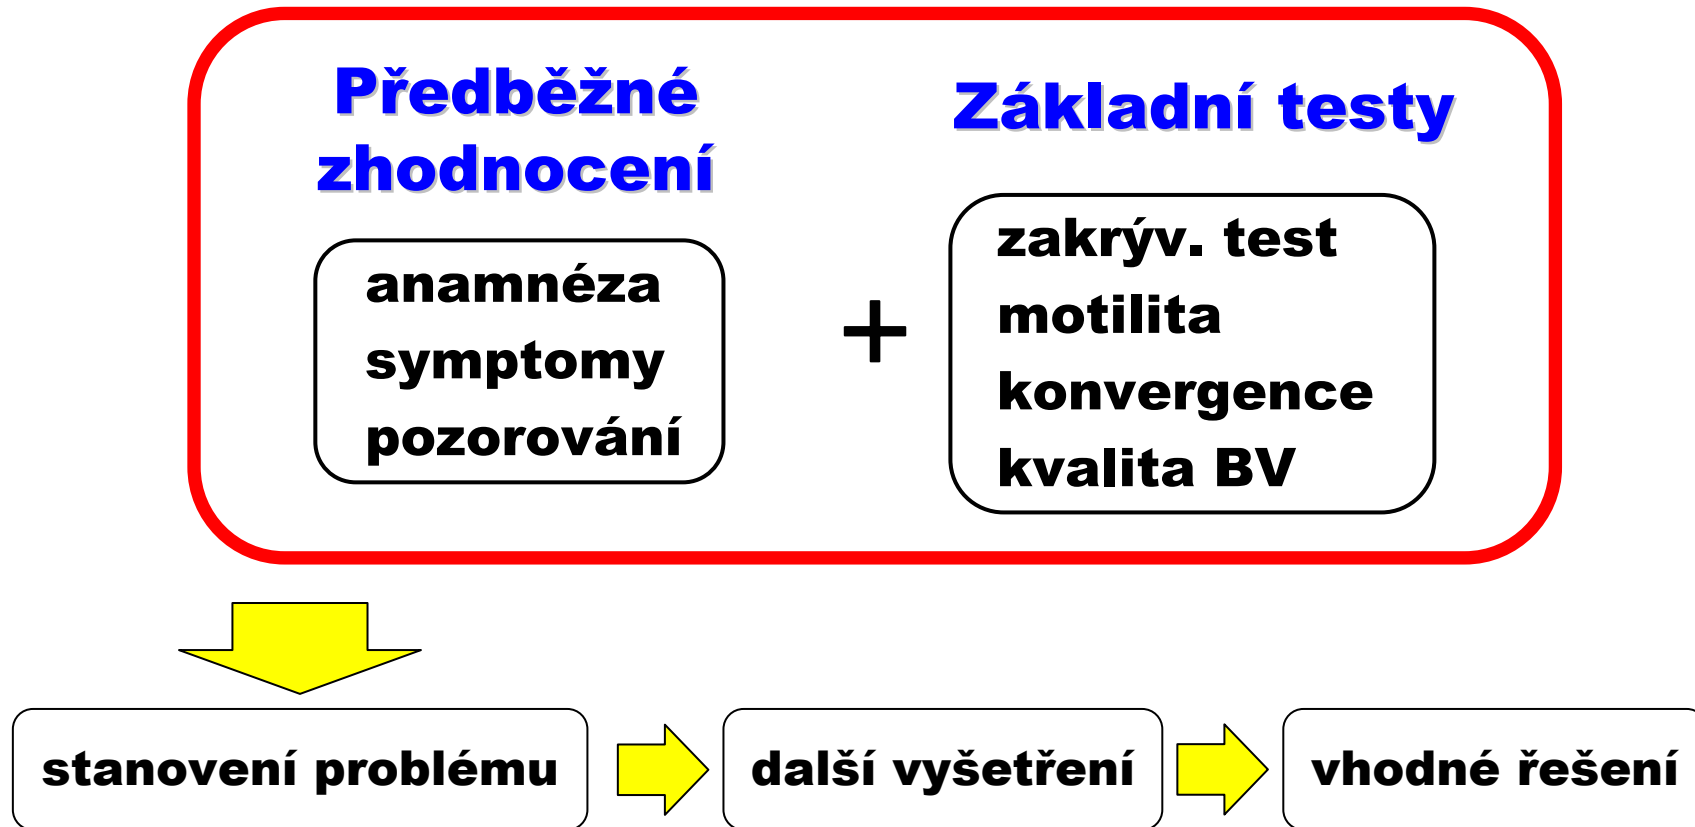 Předběžné
zhodnocení
anamnéza
symptomy
pozorování
+
Základní testy
zakrýv. test
motilita
konvergence
kvalita BV
stanovení problému
další vyšetření
vhodné řešení